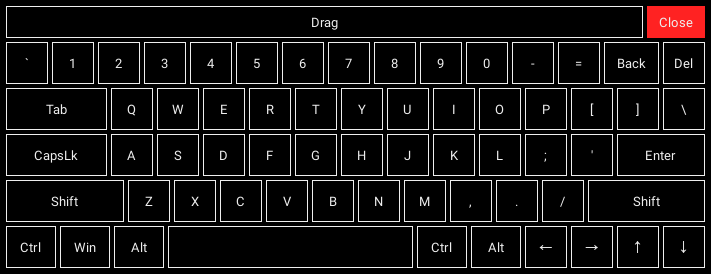 Drag Close
` 1 2 3 4 5 6 7 8 9 0 - = Back Del
Tab Q W E R T Y U I O P [ ] \
CapsLk A S D F G H J K L ; ' Enter
Shift Z X C V B N M , . / Shift
Ctrl Win Alt Ctrl Alt ← → ↑ ↓